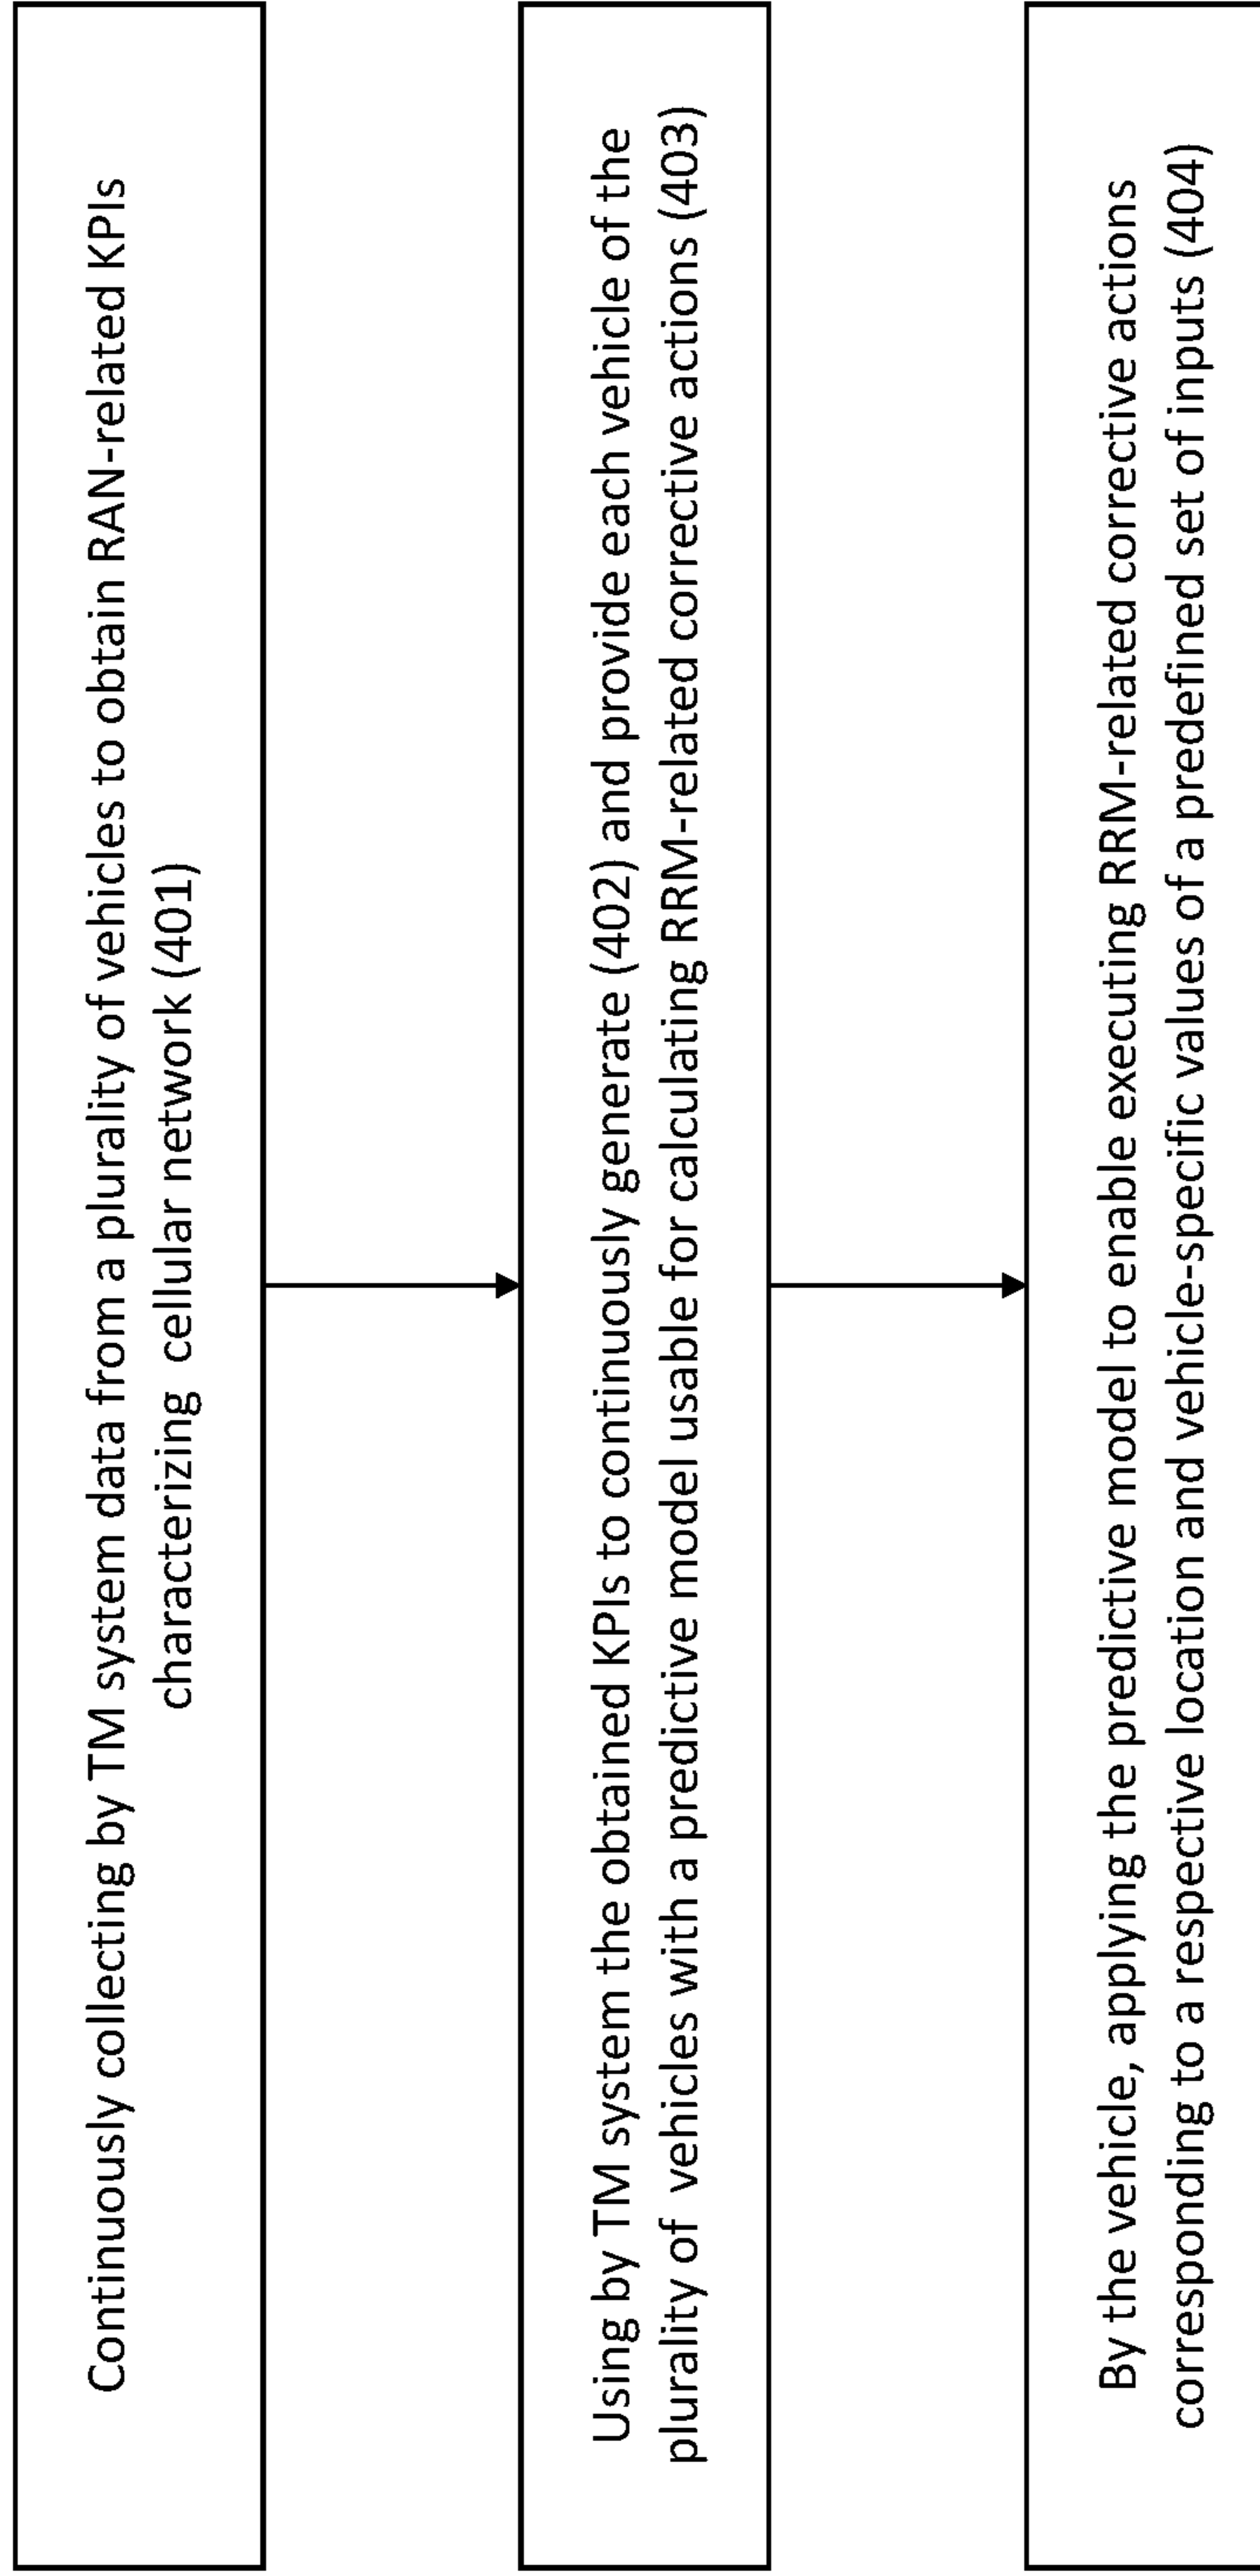 Continuously collecting by TM system data from a plurality of vehicles to obtain RAN-related KPIs
characterizing cellular network (401)
Using by TM system the obtained KPIs to continuously generate (402) and provide each vehicle of the
plurality of vehicles with a predictive model usable for calculating RRM-related corrective actions (403)
By the vehicle, applying the predictive model to enable executing RRM-related corrective actions
corresponding to a respective location and vehicle-specific values of a predefined set of inputs (404)